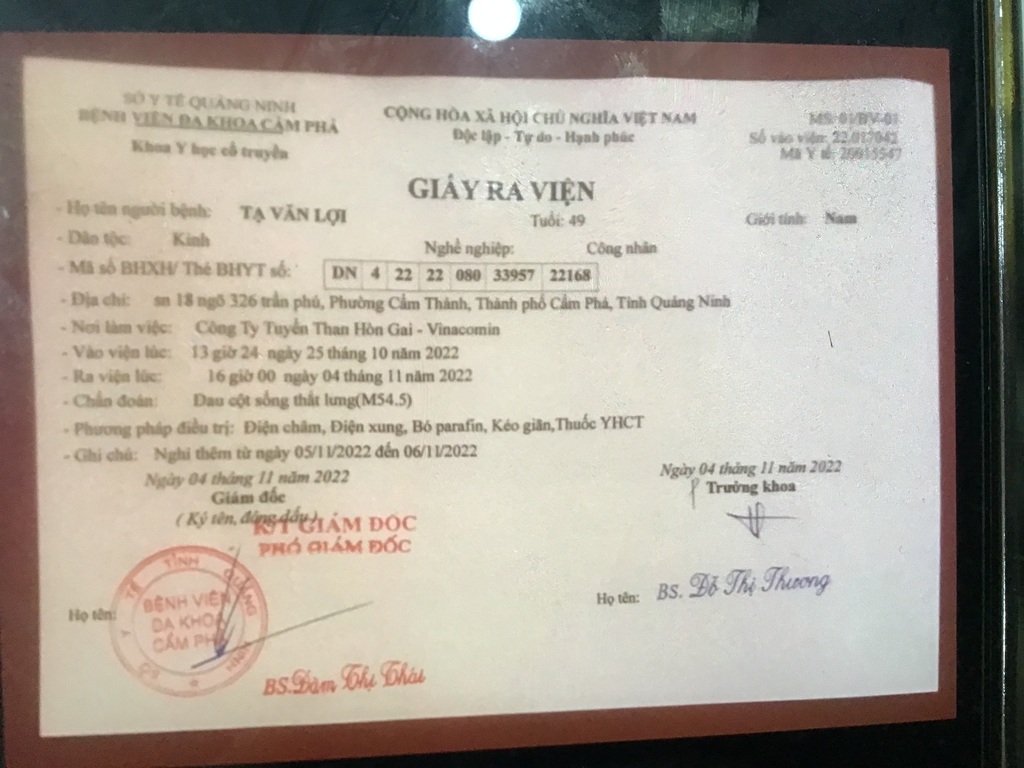 SỞ Y TẾ QUẢNG NINH
BỆNH VIỆN ĐA KHOA CẨM PHẢ
Khoa Y học cổ truyền
CỘNG HÒA XÃ HỘI CHỦ NGHĨA VIỆT NAM
Độc lập - Tự do - Hạnh phúc
MS: 01/BV-01
Số vào viện: 22.017042
Mã Y tế: 20015547
GIẤY RA VIỆN
- Họ tên người bệnh: TẠ VĂN LỢI Tuổi: 49 Giới tính: Nam
- Dân tộc: Kinh Nghề nghiệp: Công nhân
- Mã số BHXH/ Thẻ BHYT số: DN 4 22 22 080 33957 22168
- Địa chỉ: sn 18 ngõ 326 trần phú, Phường Cẩm Thành, Thành phố Cẩm Phả, Tỉnh Quảng Ninh
- Nơi làm việc: Công Ty Tuyển Than Hòn Gai - Vinacomin
- Vào viện lúc: 13 giờ 24 ngày 25 tháng 10 năm 2022
- Ra viện lúc: 16 giờ 00 ngày 04 tháng 11 năm 2022
- Chẩn đoán: Đau cột sống thắt lưng(M54.5)
- Phương pháp điều trị: Điện châm, Điện xung, Bó parafin, Kéo giãn,Thuốc YHCT
- Ghi chú: Nghỉ thêm từ ngày 05/11/2022 đến 06/11/2022
Ngày 04 tháng 11 năm 2022
Giám đốc
( Ký tên, đóng dấu )
K/T GIÁM ĐỐC
PHÓ GIÁM ĐỐC
BỆNH VIỆN
ĐA KHOA
CẨM PHẢ
Họ tên:
BS.Đàm Thị Thái
Ngày 04 tháng 11 năm 2022
Trưởng khoa
Họ tên: BS. Đỗ Thị Thương